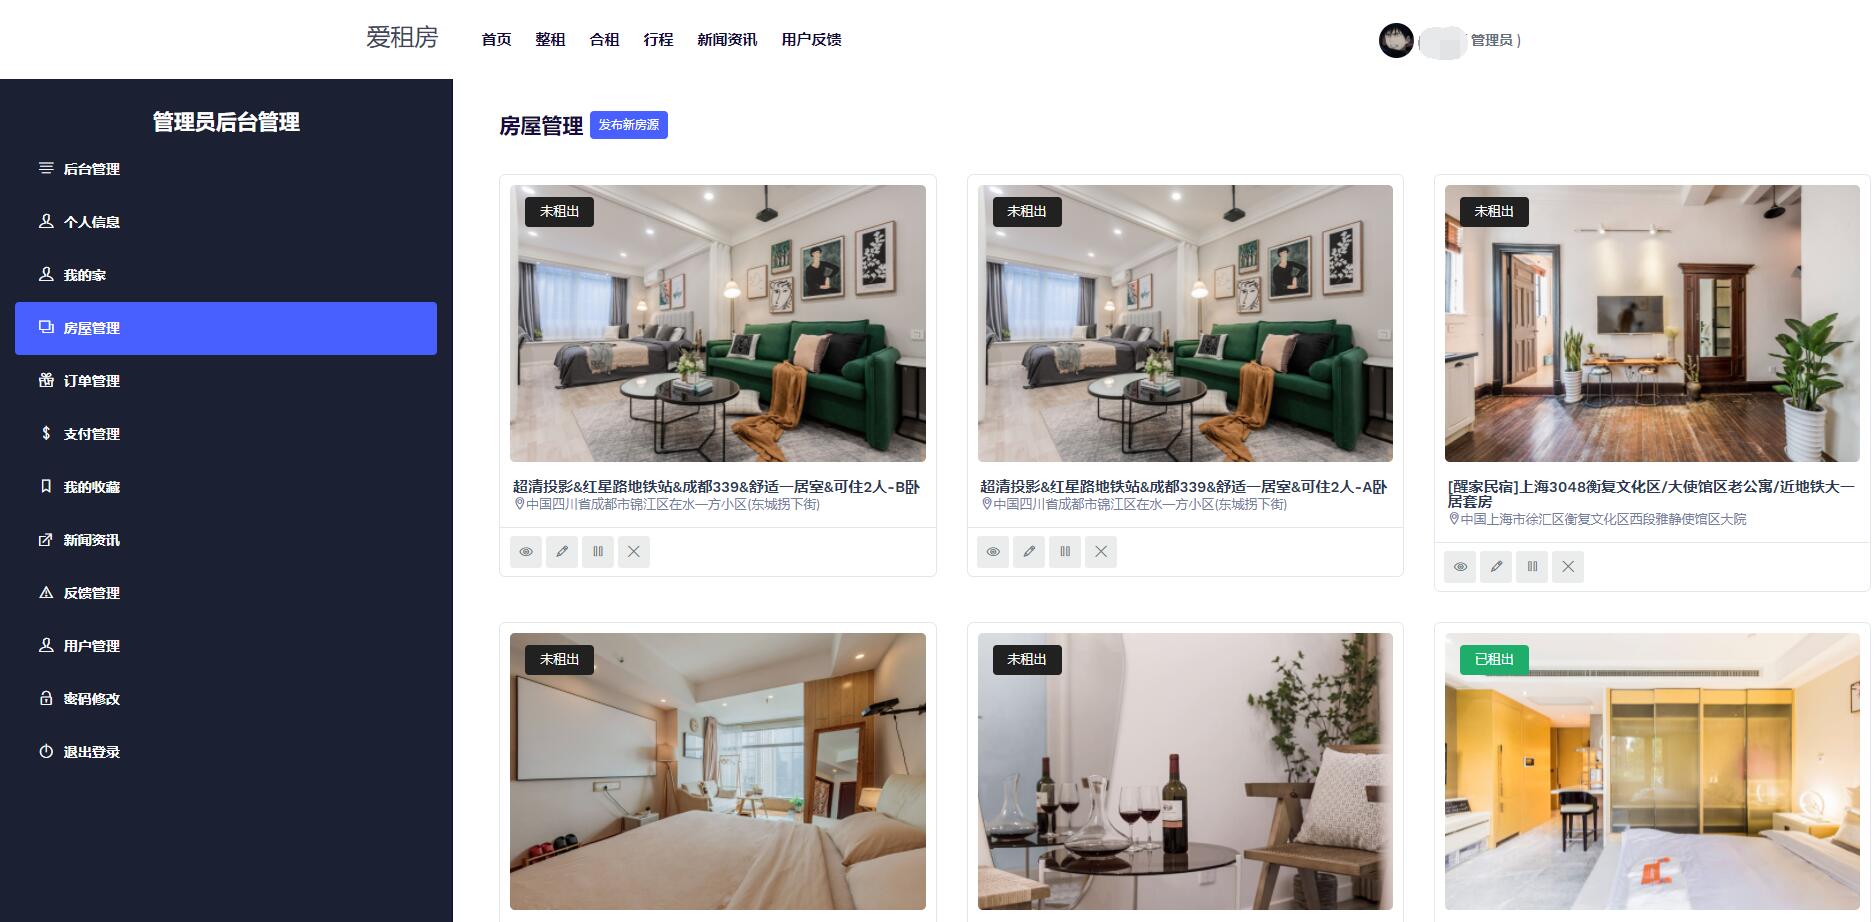 爱租房 首页 整租 合租 行程 新闻资讯 用户反馈 管理员 )
管理员后台管理
后台管理
个人信息
我的家
房屋管理
订单管理
支付管理
我的收藏
新闻资讯
反馈管理
用户管理
密码修改
退出登录
房屋管理 发布新房源
未租出
超清投影&红星路地铁站&成都339&舒适一居室&可住2人-B卧
中国四川省成都市锦江区在水一方小区(东城拐下街)
未租出
超清投影&红星路地铁站&成都339&舒适一居室&可住2人-A卧
中国四川省成都市锦江区在水一方小区(东城拐下街)
未租出
[醒家民宿]上海3048衡复文化区/大使馆区老公寓/近地铁大一
居套房
中国上海市徐汇区衡复文化区西段雅静使馆区大院
未租出
未租出
已租出